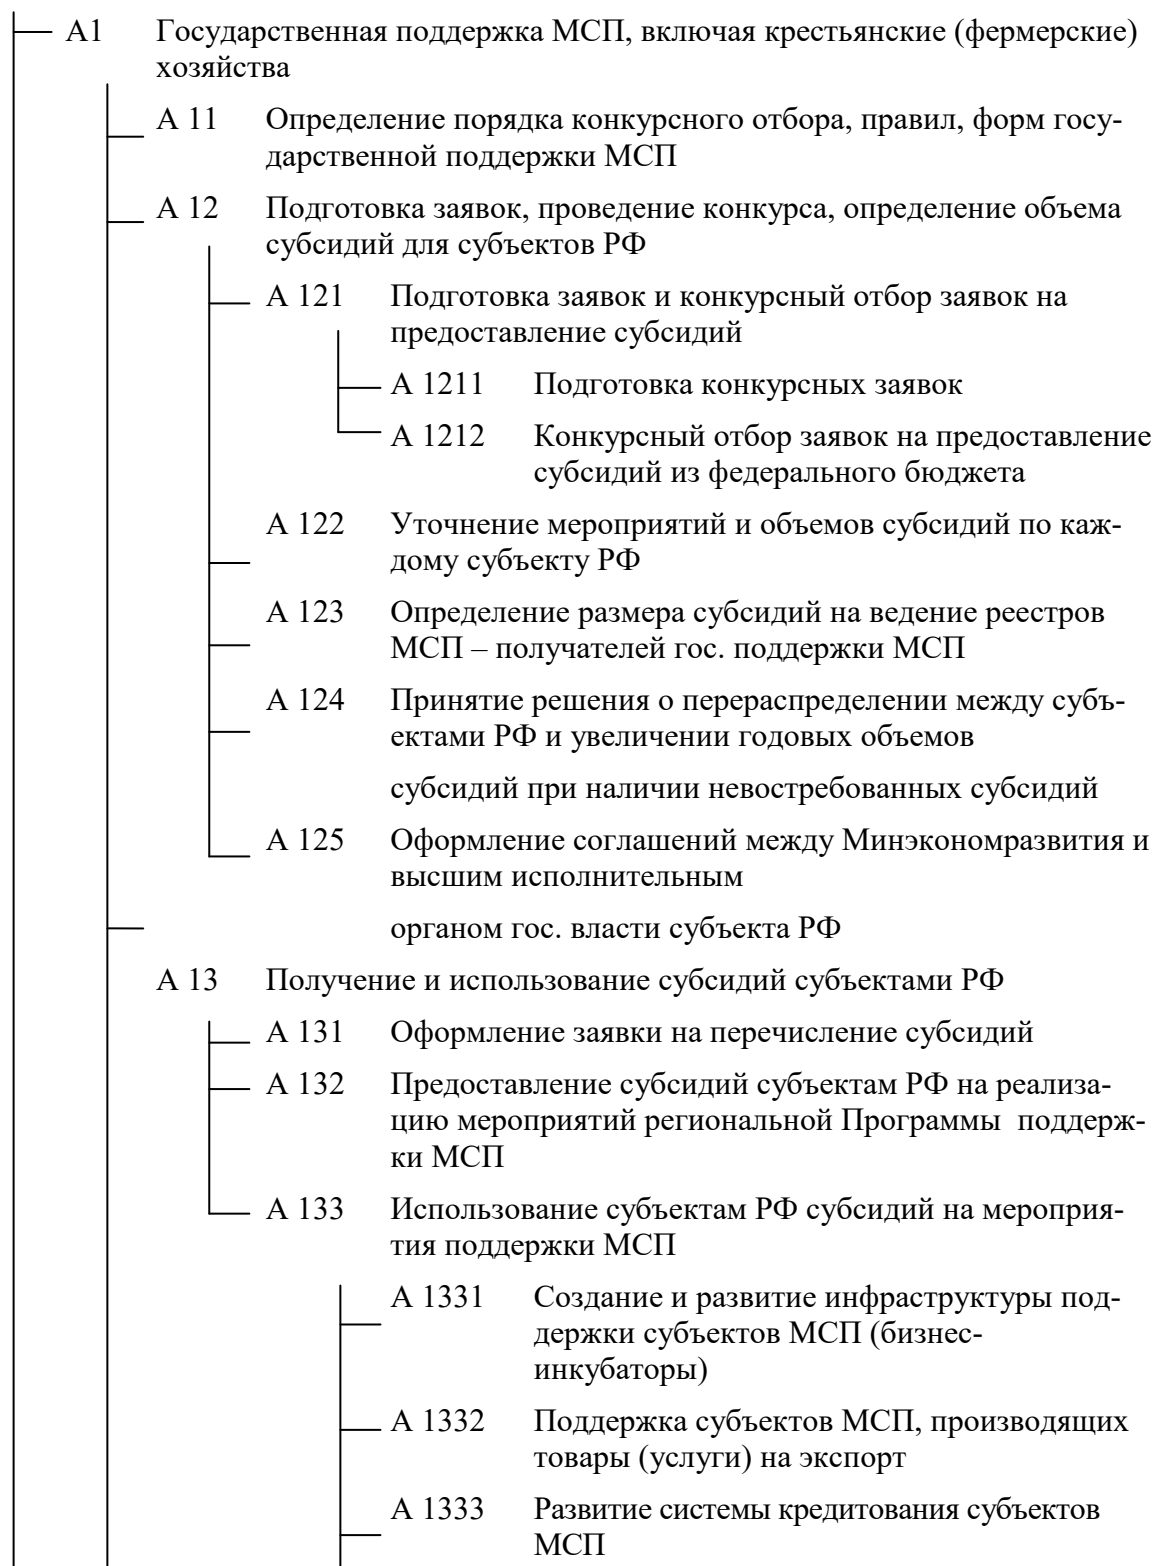 А1 Государственная поддержка МСП, включая крестьянские (фермерские)
хозяйства
А 11 Определение порядка конкурсного отбора, правил, форм госу-
дарственной поддержки МСП
А 12 Подготовка заявок, проведение конкурса, определение объема
субсидий для субъектов РФ
А 121 Подготовка заявок и конкурсный отбор заявок на
предоставление субсидий
А 1211 Подготовка конкурсных заявок
А 1212 Конкурсный отбор заявок на предоставление
субсидий из федерального бюджета
А 122 Уточнение мероприятий и объемов субсидий по каж-
дому субъекту РФ
А 123 Определение размера субсидий на ведение реестров
МСП – получателей гос. поддержки МСП
А 124 Принятие решения о перераспределении между субъ-
ектами РФ и увеличении годовых объемов
субсидий при наличии невостребованных субсидий
А 125 Оформление соглашений между Минэкономразвития и
высшим исполнительным
органом гос. власти субъекта РФ
А 13 Получение и использование субсидий субъектами РФ
А 131 Оформление заявки на перечисление субсидий
А 132 Предоставление субсидий субъектам РФ на реализа-
цию мероприятий региональной Программы поддерж-
ки МСП
А 133 Использование субъектам РФ субсидий на мероприя-
тия поддержки МСП
А 1331 Создание и развитие инфраструктуры под-
держки субъектов МСП (бизнес-
инкубаторы)
А 1332 Поддержка субъектов МСП, производящих
товары (услуги) на экспорт
А 1333 Развитие системы кредитования субъектов
МСП